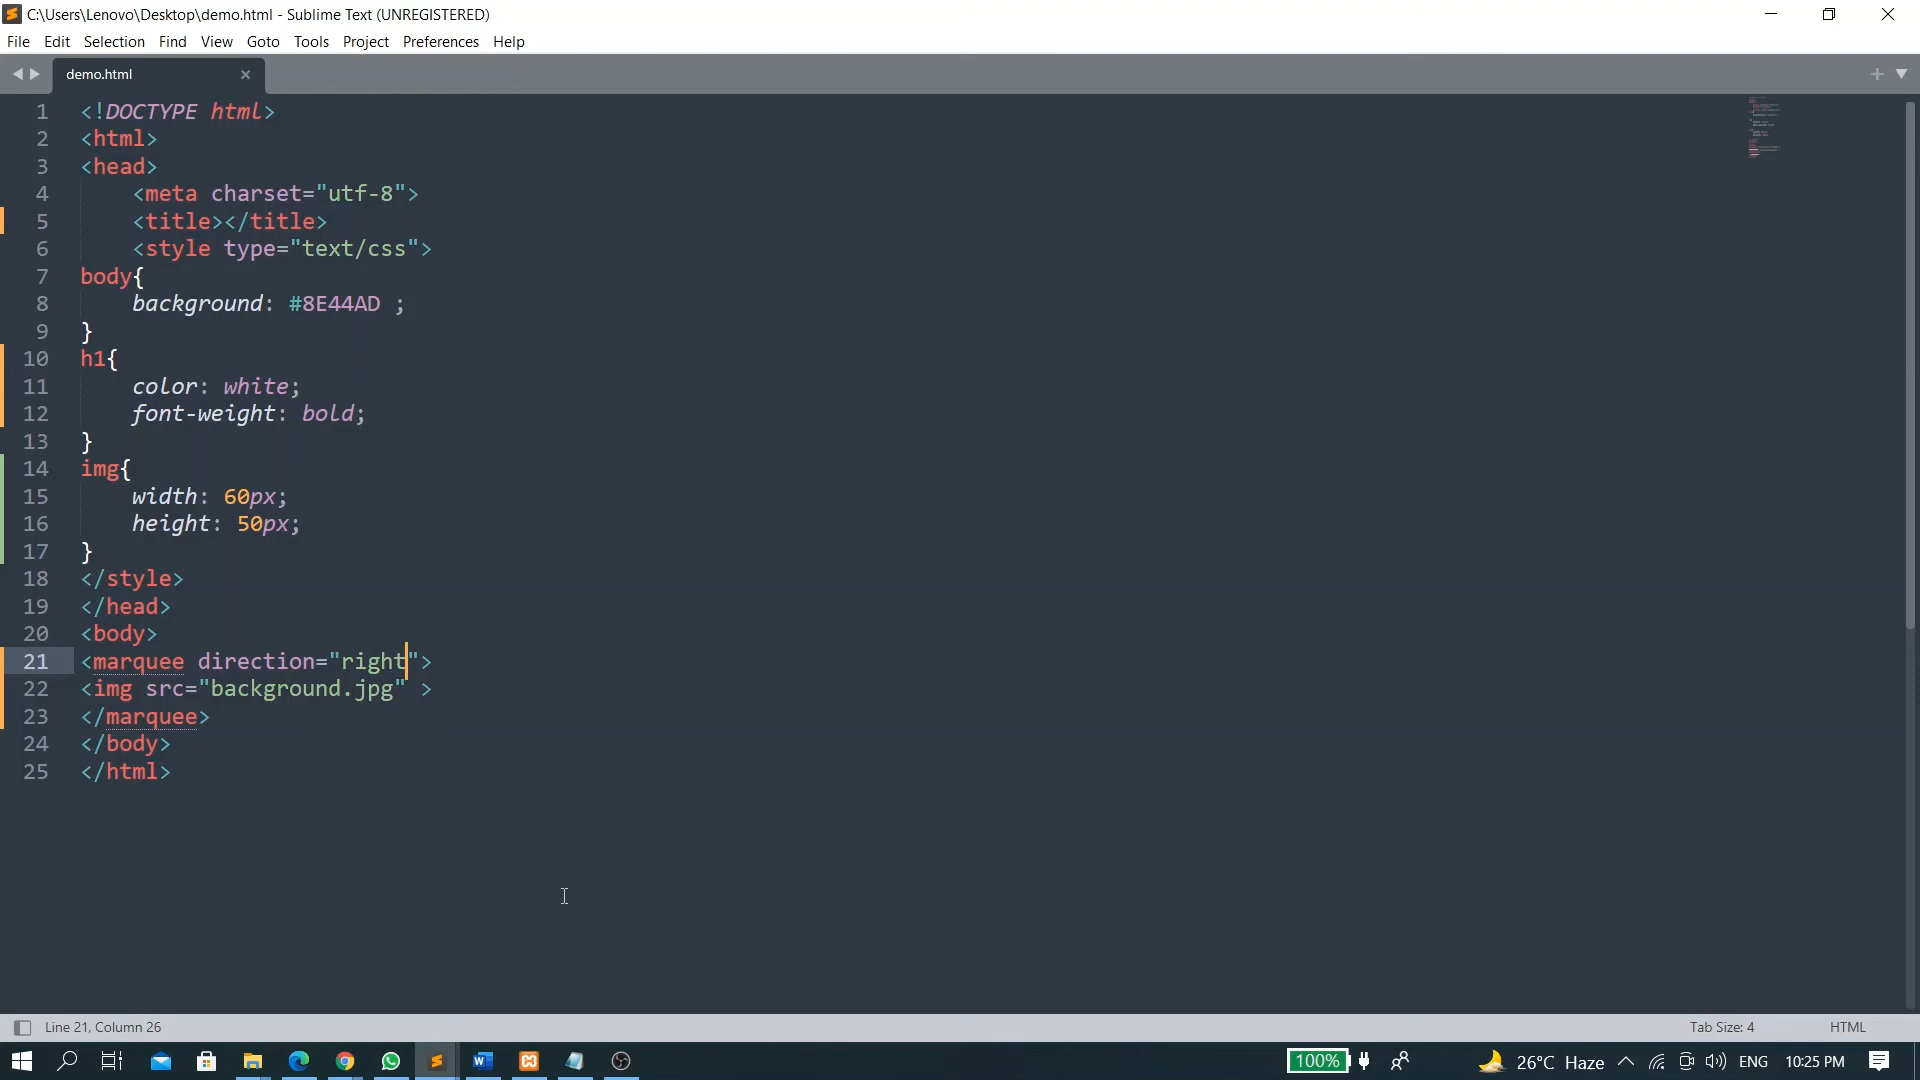 C:\Users\Lenovo\Desktop\demo.html - Sublime Text (UNREGISTERED)
File Edit Selection Find View Goto Tools Project Preferences Help
demo.html
1 <!DOCTYPE html>
2 <html>
3 <head>
4 <meta charset="utf-8">
5 <title></title>
6 <style type="text/css">
7 body{
8 background: #8E44AD ;
9 }
10 h1{
11 color: white;
12 font-weight: bold;
13 }
14 img{
15 width: 60px;
16 height: 50px;
17 }
18 </style>
19 </head>
20 <body>
21 <marquee direction="right">
22 <img src="background.jpg" >
23 </marquee>
24 </body>
25 </html>
Line 21, Column 26 Tab Size: 4 HTML
100% 26°C Haze ENG 10:25 PM